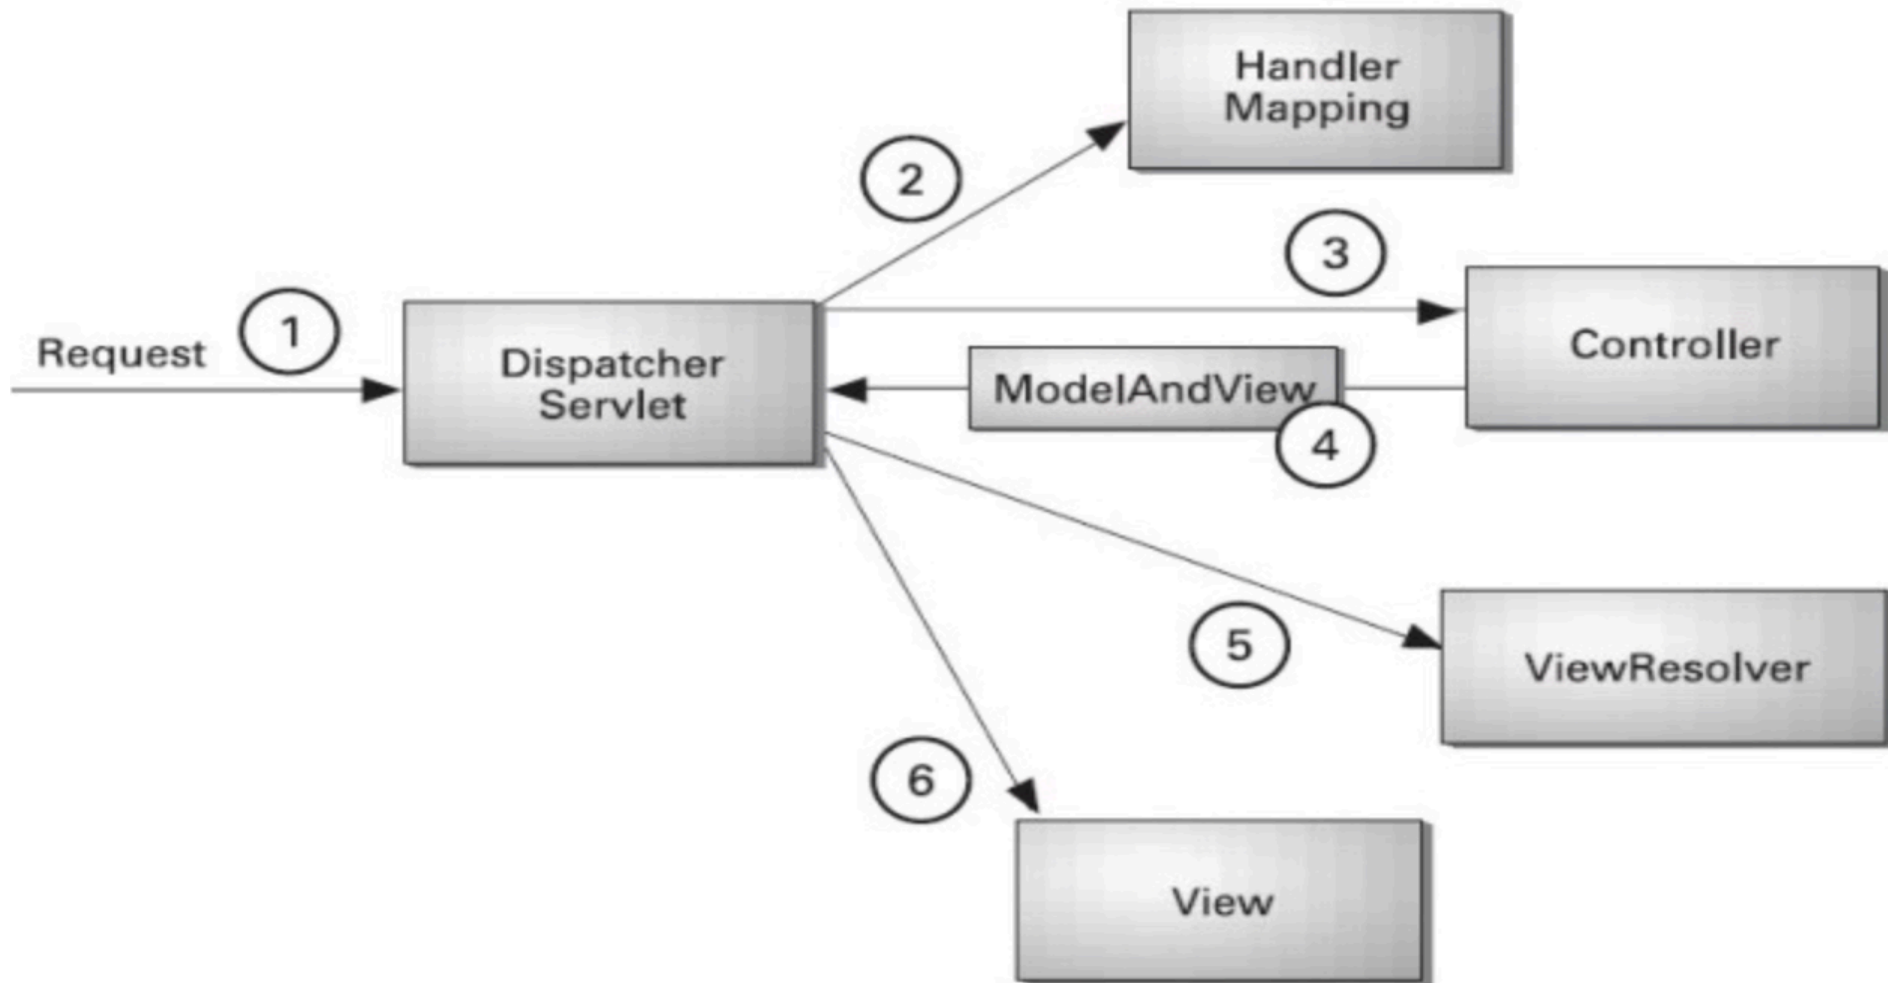 Handler
Mapping
2
3
Request
1
Dispatcher
Servlet
Controller
ModelAndView
4
5
ViewResolver
6
View